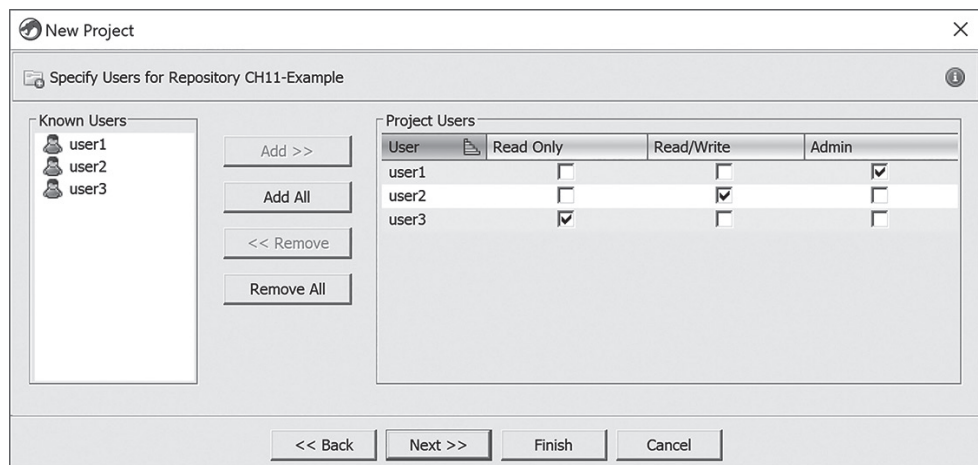 New Project
Specify Users for Repository CH11-Example
Known Users
user1
user2
user3
Add >>
Add All
<< Remove
Remove All
Project Users
User Read Only Read/Write Admin
user1
user2
user3
<< Back Next >> Finish Cancel